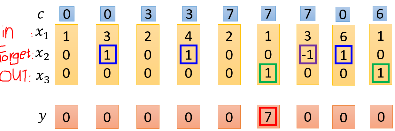 c 0 0 3 3 7 7 7 0 6
IN x₁ 1 3 2 4 2 1 3 6 1
Forget: x₂ 0 1 0 1 0 0 -1 1 0
OUT: x₃ 0 0 0 0 0 1 0 0 1
y 0 0 0 0 0 7 0 0 0